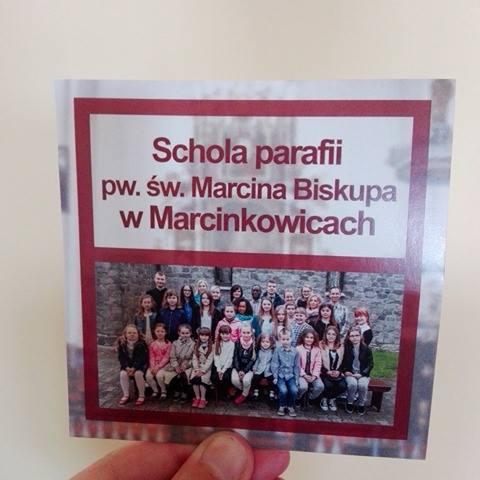 Schola parafii
pw. św. Marcina Biskupa
w Marcinkowicach